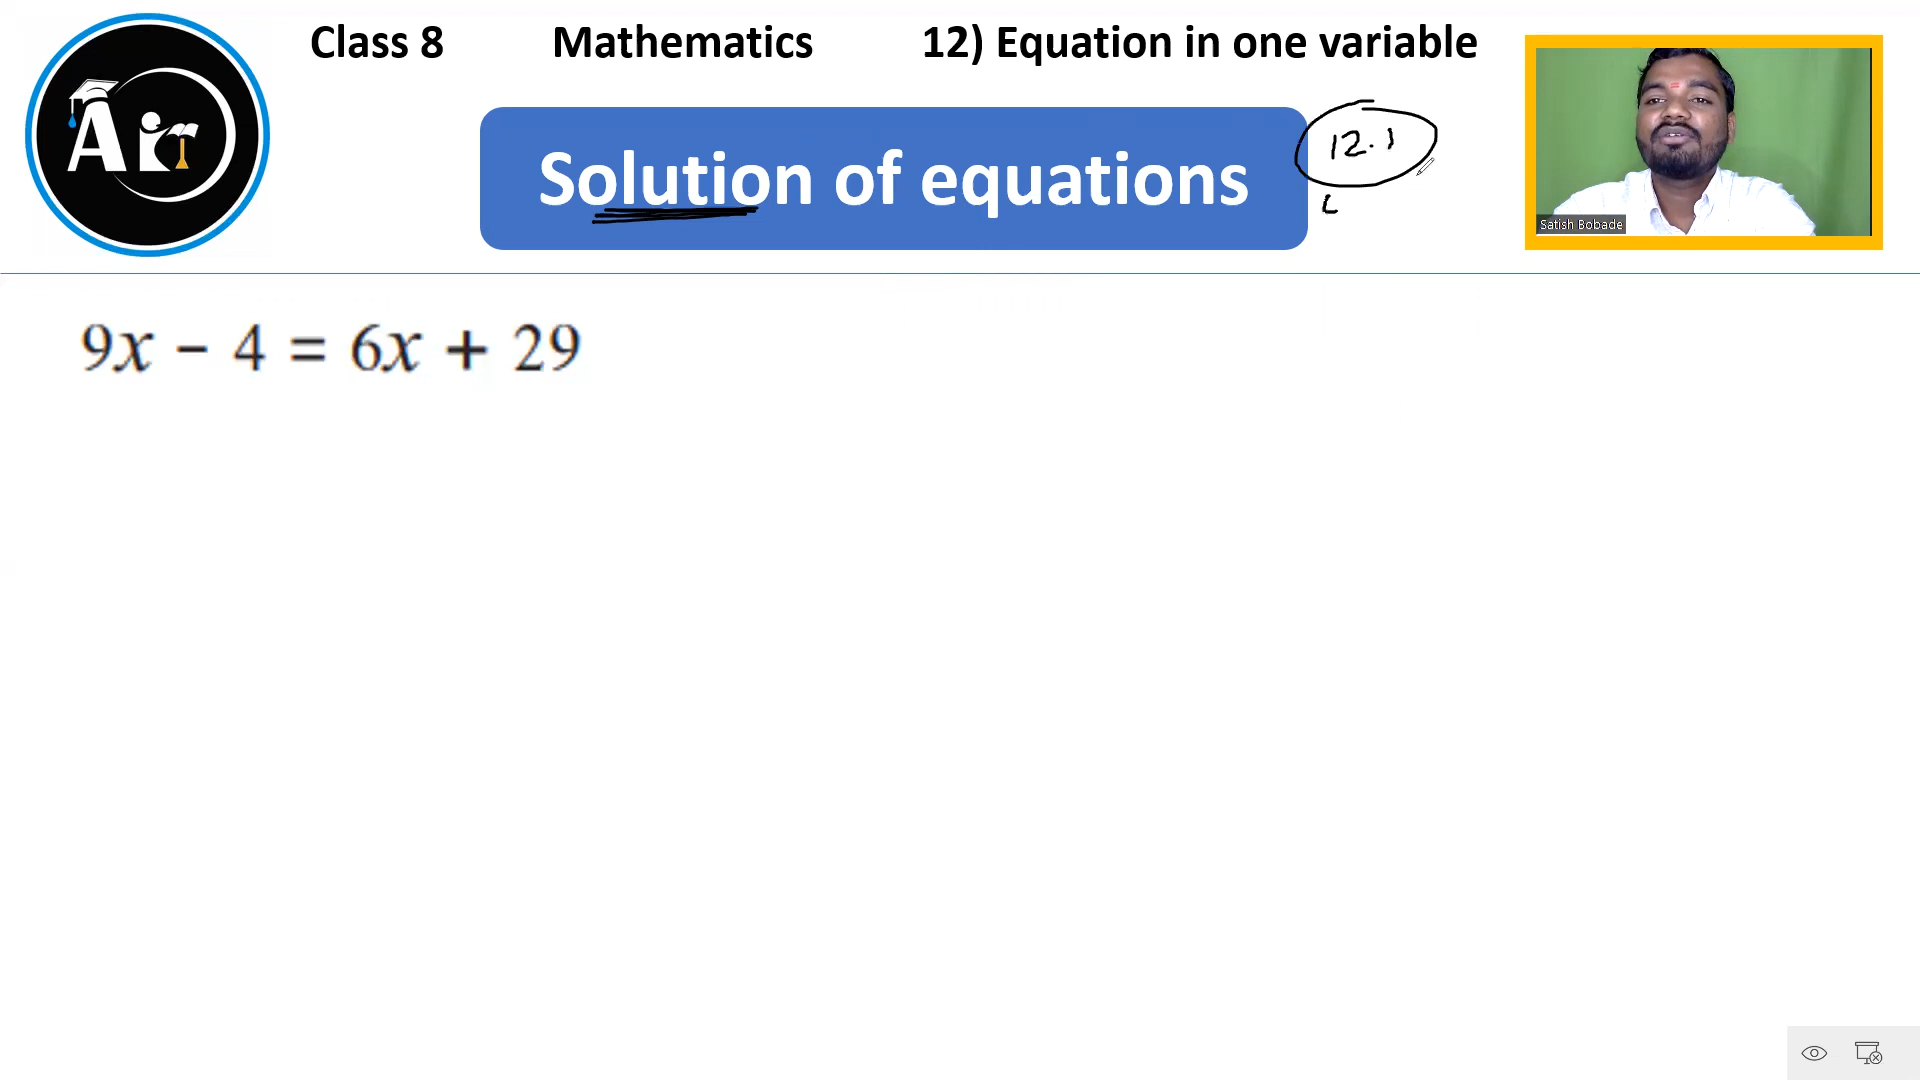 Class 8 Mathematics 12) Equation in one variable
Solution of equations
12.1
Satish Bobade
9x - 4 = 6x + 29